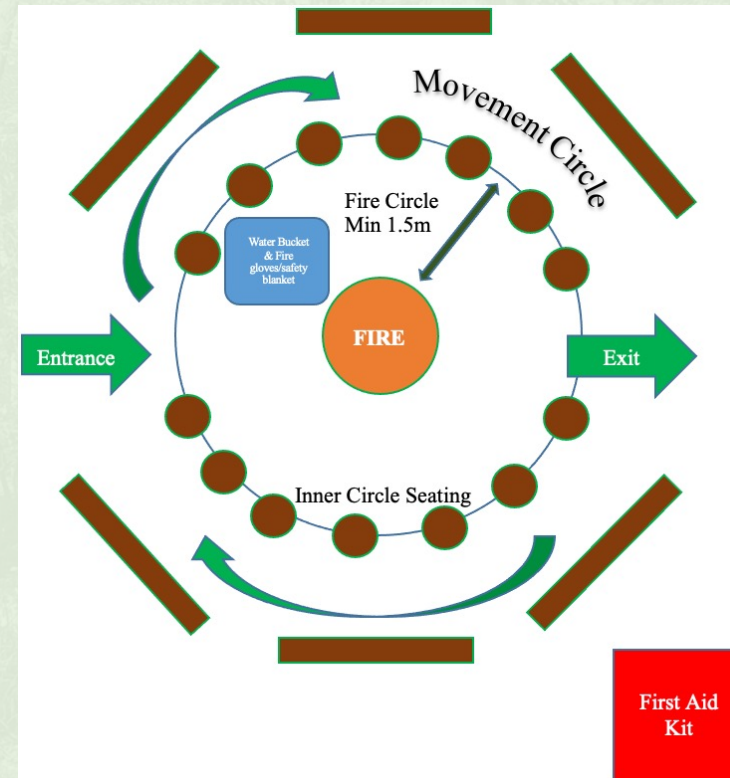 Movement Circle
Fire Circle
Min 1.5m
Water Bucket
& Fire
gloves/safety
blanket
FIRE
Entrance
Exit
Inner Circle Seating
First Aid
Kit